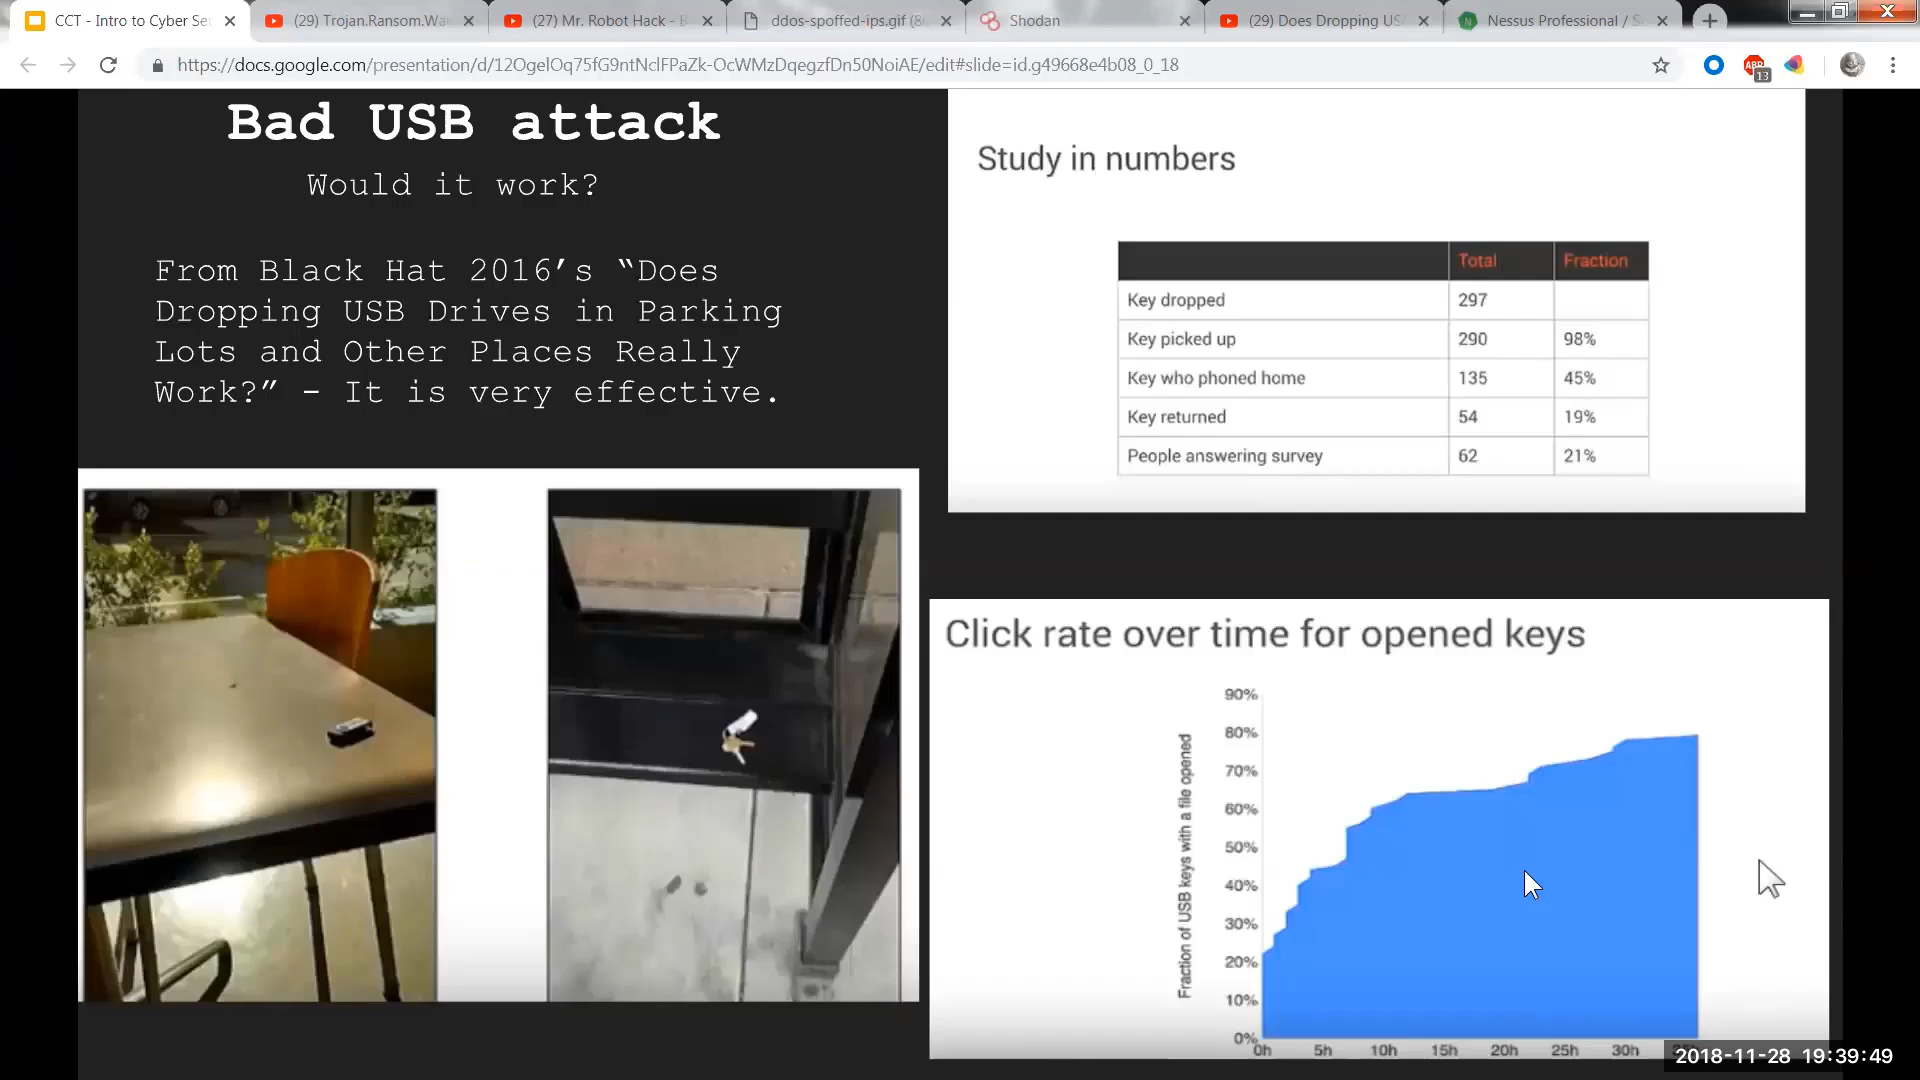 CCT - Intro to Cyber Se
(29) Trojan.Ransom.Wa
(27) Mr. Robot Hack -
ddos-spoffed-ips.gif (8
Shodan
(29) Does Dropping US
Nessus Professional / S
https://docs.google.com/presentation/d/12OgelOq75fG9ntNclFPaZk-OcWMzDqegzfDn50NoiAE/edit#slide=id.g49668e4b08_0_18
ABP
13
Bad USB attack
Would it work?
From Black Hat 2016’s “Does
Dropping USB Drives in Parking
Lots and Other Places Really
Work?” - It is very effective.
Study in numbers
Total Fraction
Key dropped 297
Key picked up 290 98%
Key who phoned home 135 45%
Key returned 54 19%
People answering survey 62 21%
Click rate over time for opened keys
Fraction of USB keys with a file opened
90%
80%
70%
60%
50%
40%
30%
20%
10%
0%
0h 5h 10h 15h 20h 25h 30h
2018-11-28 19:39:49